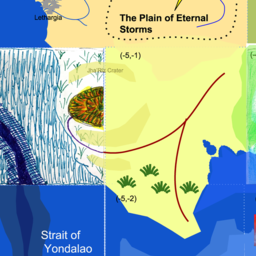 Lathargia
The Plain of Eternal
Storms
(-5,-1)
(-5,-2)
Strait of
Yondalao